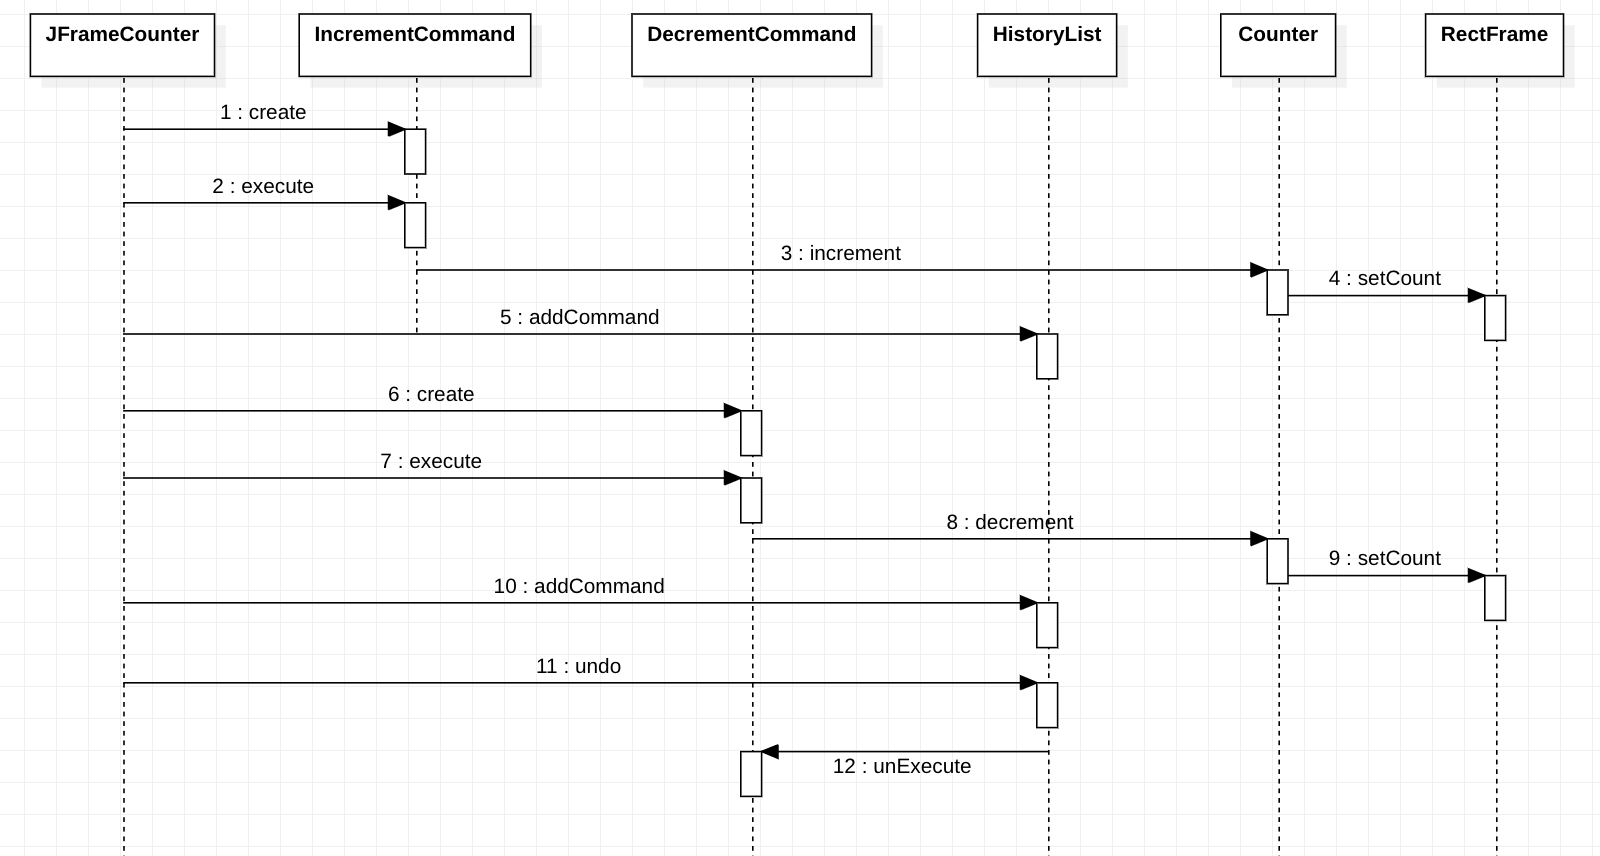 JFrameCounter
IncrementCommand
DecrementCommand
HistoryList
Counter
RectFrame
1 : create
2 : execute
3 : increment
4 : setCount
5 : addCommand
6 : create
7 : execute
8 : decrement
9 : setCount
10 : addCommand
11 : undo
12 : unExecute